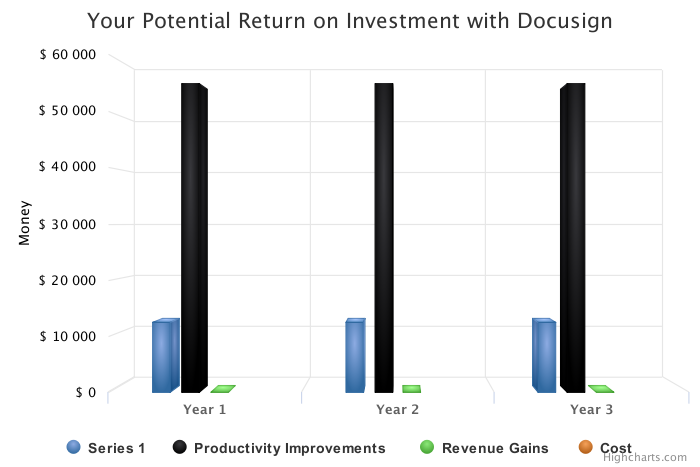 Your Potential Return on Investment with Docusign
$ 60 000
$ 50 000
$ 40 000
$ 30 000
$ 20 000
$ 10 000
$ 0
Money
Year 1
Year 2
Year 3
Series 1
Productivity Improvements
Revenue Gains
Cost
Highcharts.com